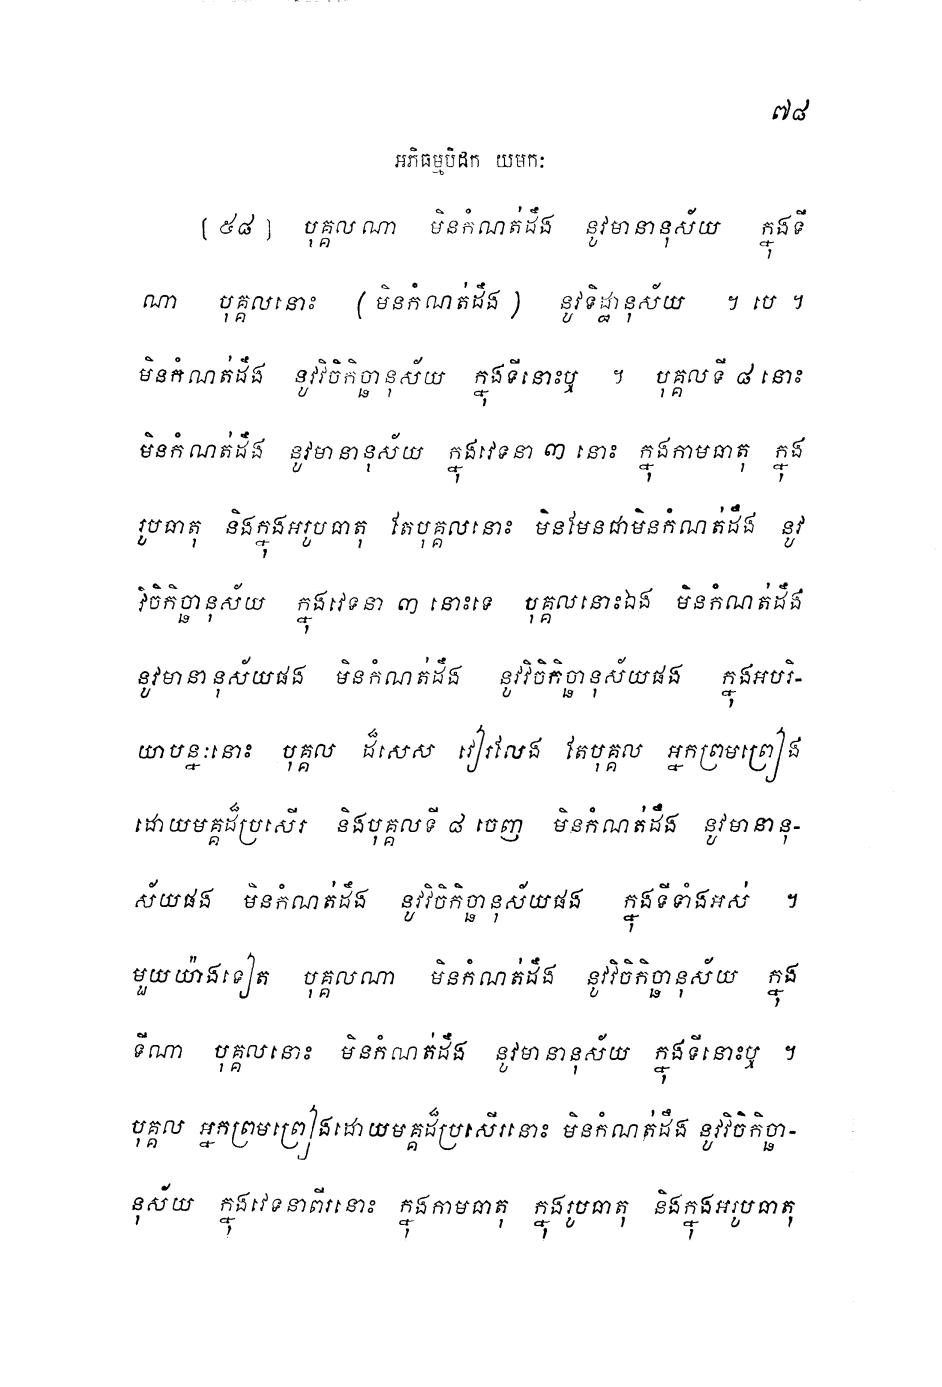 ៧៨
អភិធម្មបិដក យមកៈ
[៥៨] បុគ្គលណា មិនកំណត់ដឹង នូវមានានុស័យ ក្នុងទី
ណា បុគ្គលនោះ (មិនកំណត់ដឹង) នូវទិដ្ឋានុស័យ ។ បេ ។
មិនកំណត់ដឹង នូវវិចិកិច្ឆានុស័យ ក្នុងទីនោះឬ ។ បុគ្គលទី ៨ នោះ
មិនកំណត់ដឹង នូវមានានុស័យ ក្នុងវេទនា ៣ នោះ ក្នុងកាមធាតុ ក្នុង
រូបធាតុ និងក្នុងអរូបធាតុ តែបុគ្គលនោះ មិនមែនជាមិនកំណត់ដឹង នូវ
វិចិកិច្ឆានុស័យ ក្នុងវេទនា ៣ នោះទេ បុគ្គលនោះឯង មិនកំណត់ដឹង
នូវមានានុស័យផង មិនកំណត់ដឹង នូវវិចិកិច្ឆានុស័យផង ក្នុងអបរិ-
យាបន្នៈនោះ បុគ្គល ដ៏សេស វៀរលែង តែបុគ្គល អ្នកព្រមព្រៀង
ដោយមគ្គដ៏ប្រសើរ និងបុគ្គលទី ៨ ចេញ មិនកំណត់ដឹង នូវមានានុ-
ស័យផង មិនកំណត់ដឹង នូវវិចិកិច្ឆានុស័យផង ក្នុងទីទាំងអស់ ។
មួយយ៉ាងទៀត បុគ្គលណា មិនកំណត់ដឹង នូវវិចិកិច្ឆានុស័យ ក្នុង
ទីណា បុគ្គលនោះ មិនកំណត់ដឹង នូវមានានុស័យ ក្នុងទីនោះឬ ។
បុគ្គល អ្នកព្រមព្រៀងដោយមគ្គដ៏ប្រសើរនោះ មិនកំណត់ដឹង នូវវិចិកិច្ឆា-
នុស័យ ក្នុងវេទនាពីរនោះ ក្នុងកាមធាតុ ក្នុងរូបធាតុ និងក្នុងអរូបធាតុ